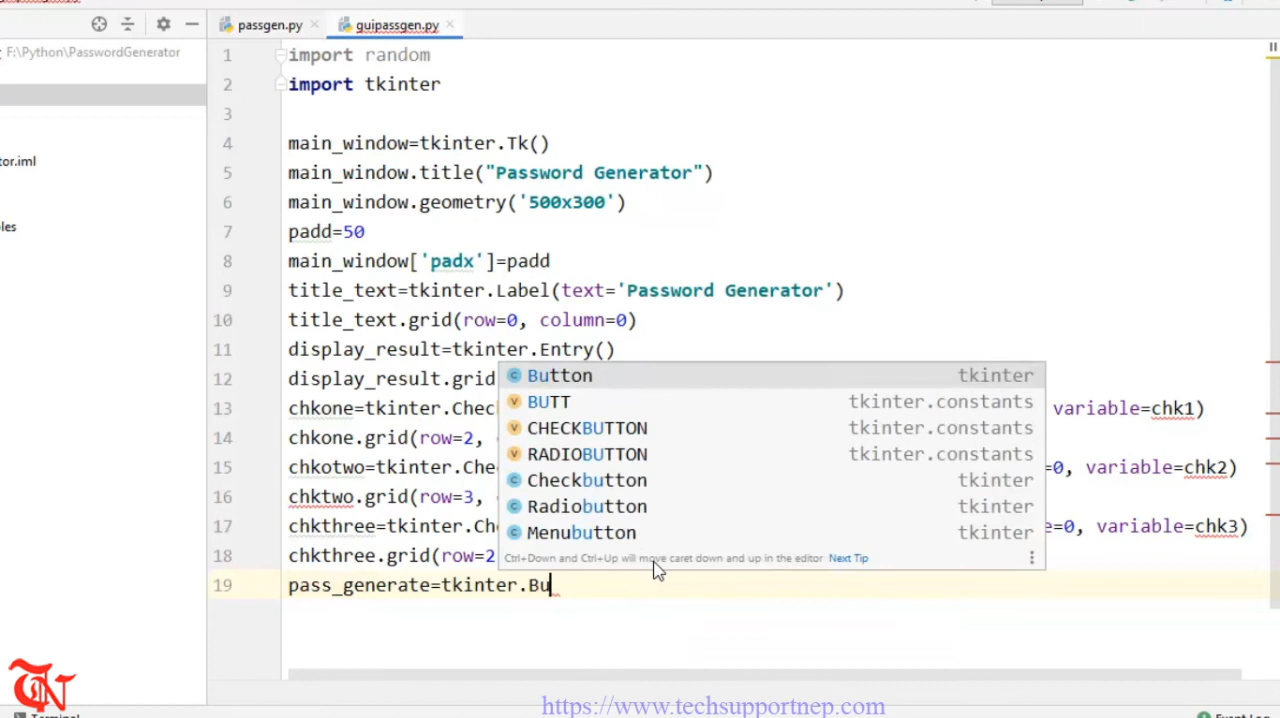 passgen.py
guipassgen.py
F:\Python\PasswordGenerator
tor.iml
les
1 import random
2 import tkinter
3
4 main_window=tkinter.Tk()
5 main_window.title("Password Generator")
6 main_window.geometry('500x300')
7 padd=50
8 main_window['padx']=padd
9 title_text=tkinter.Label(text='Password Generator')
10 title_text.grid(row=0, column=0)
11 display_result=tkinter.Entry()
12 display_result.grid
13 chkone=tkinter.Chec variable=chk1)
14 chkone.grid(row=2,
15 chkotwo=tkinter.Che =0, variable=chk2)
16 chktwo.grid(row=3,
17 chkthree=tkinter.Che =0, variable=chk3)
18 chkthree.grid(row=2
19 pass_generate=tkinter.Bu
Button tkinter
BUTT tkinter.constants
CHECKBUTTON tkinter.constants
RADIOBUTTON tkinter.constants
Checkbutton tkinter
Radiobutton tkinter
Menubutton tkinter
Ctrl+Down and Ctrl+Up will move caret down and up in the editor Next Tip
TN
https://www.techsupportnep.com
Terminal
Event Log